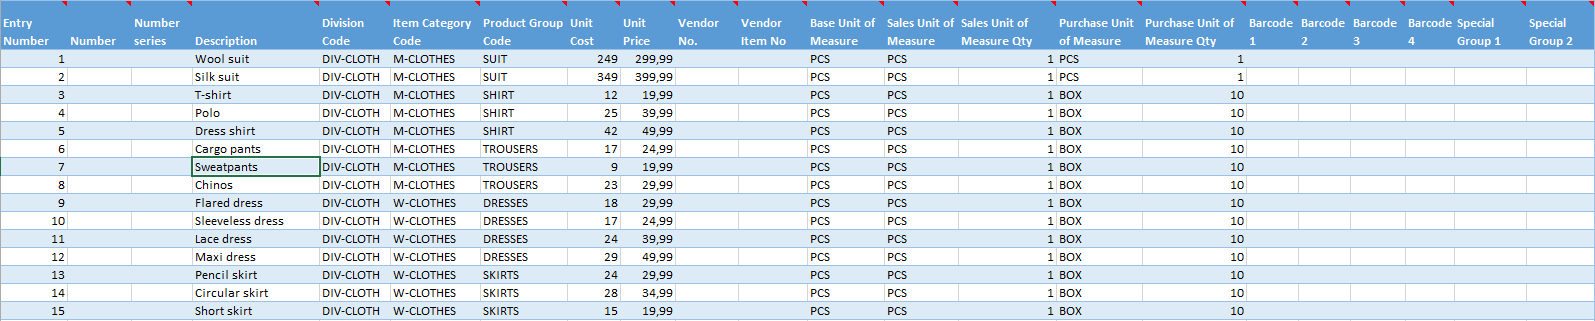 Entry Number Number Number series Description Division Code Item Category Code Product Group Code Unit Cost Unit Price Vendor No. Vendor Item No Base Unit of Measure Sales Unit of Measure Sales Unit of Measure Qty Purchase Unit of Measure Purchase Unit of Measure Qty Barcode 1 Barcode 2 Barcode 3 Barcode 4 Special Group 1 Special Group 2
1 Wool suit DIV-CLOTH M-CLOTHES SUIT 249 299,99 PCS PCS 1 PCS 1
2 Silk suit DIV-CLOTH M-CLOTHES SUIT 349 399,99 PCS PCS 1 PCS 1
3 T-shirt DIV-CLOTH M-CLOTHES SHIRT 12 19,99 PCS PCS 1 BOX 10
4 Polo DIV-CLOTH M-CLOTHES SHIRT 25 39,99 PCS PCS 1 BOX 10
5 Dress shirt DIV-CLOTH M-CLOTHES SHIRT 42 49,99 PCS PCS 1 BOX 10
6 Cargo pants DIV-CLOTH M-CLOTHES TROUSERS 17 24,99 PCS PCS 1 BOX 10
7 Sweatpants DIV-CLOTH M-CLOTHES TROUSERS 9 19,99 PCS PCS 1 BOX 10
8 Chinos DIV-CLOTH M-CLOTHES TROUSERS 23 29,99 PCS PCS 1 BOX 10
9 Flared dress DIV-CLOTH W-CLOTHES DRESSES 18 29,99 PCS PCS 1 BOX 10
10 Sleeveless dress DIV-CLOTH W-CLOTHES DRESSES 17 24,99 PCS PCS 1 BOX 10
11 Lace dress DIV-CLOTH W-CLOTHES DRESSES 24 39,99 PCS PCS 1 BOX 10
12 Maxi dress DIV-CLOTH W-CLOTHES DRESSES 29 49,99 PCS PCS 1 BOX 10
13 Pencil skirt DIV-CLOTH W-CLOTHES SKIRTS 24 29,99 PCS PCS 1 BOX 10
14 Circular skirt DIV-CLOTH W-CLOTHES SKIRTS 28 34,99 PCS PCS 1 BOX 10
15 Short skirt DIV-CLOTH W-CLOTHES SKIRTS 15 19,99 PCS PCS 1 BOX 10